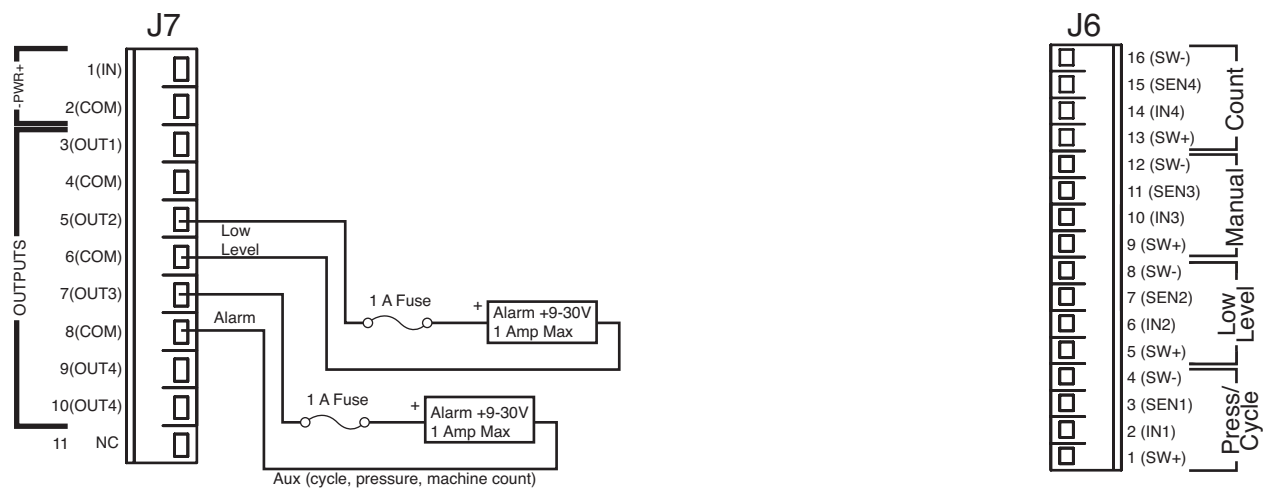 J7
-PWR+
1(IN)
2(COM)
OUTPUTS
3(OUT1)
4(COM)
5(OUT2)
6(COM)
7(OUT3)
8(COM)
9(OUT4)
10(OUT4)
11 NC
Low
Level
Alarm
1 A Fuse
+
Alarm +9-30V
1 Amp Max
1 A Fuse
+
Alarm +9-30V
1 Amp Max
Aux (cycle, pressure, machine count)
J6
16 (SW-)
15 (SEN4)
14 (IN4)
13 (SW+)
Count
12 (SW-)
11 (SEN3)
10 (IN3)
9 (SW+)
Manual
8 (SW-)
7 (SEN2)
6 (IN2)
5 (SW+)
Low
Level
4 (SW-)
3 (SEN1)
2 (IN1)
1 (SW+)
Press/
Cycle